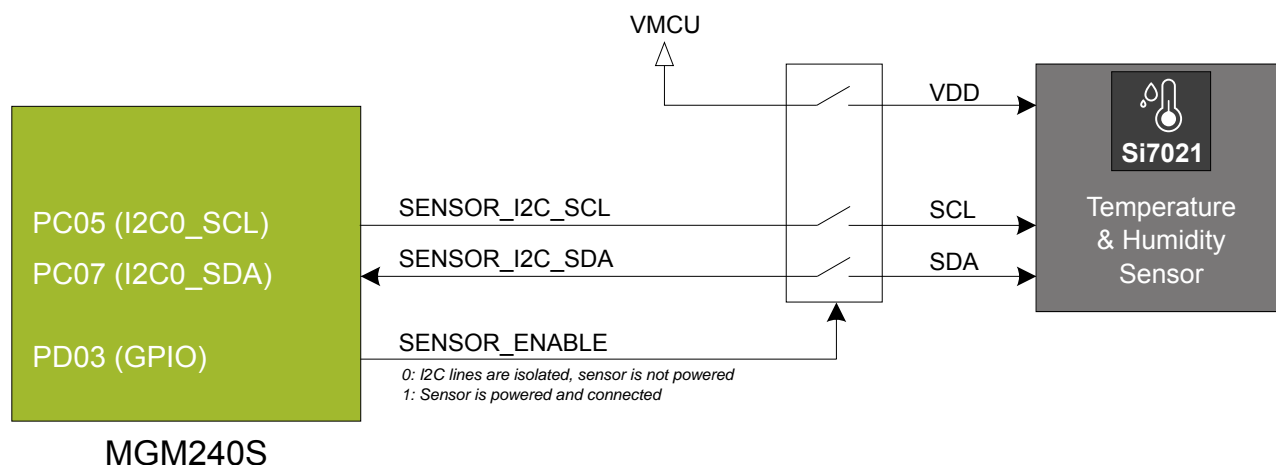 VMCU
VDD
Si7021
PC05 (I2C0_SCL)
SENSOR_I2C_SCL
SCL
Temperature
& Humidity
Sensor
PC07 (I2C0_SDA)
SENSOR_I2C_SDA
SDA
PD03 (GPIO)
SENSOR_ENABLE
0: I2C lines are isolated, sensor is not powered
1: Sensor is powered and connected
MGM240S